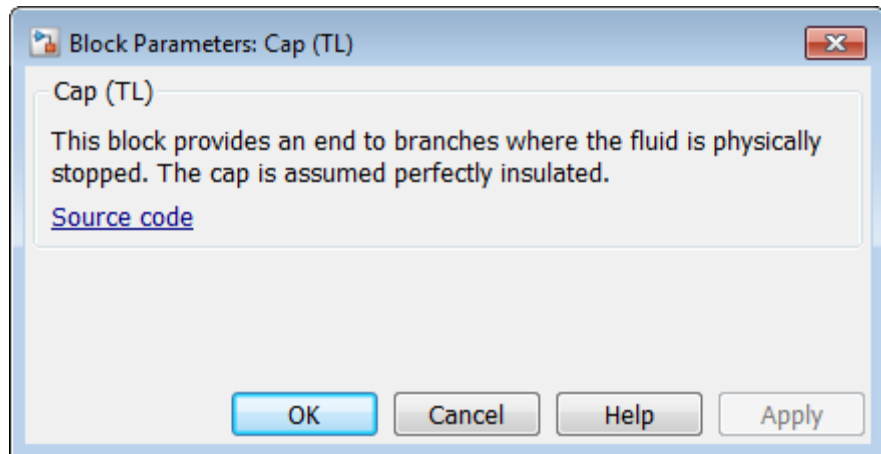 Block Parameters: Cap (TL)
Cap (TL)
This block provides an end to branches where the fluid is physically
stopped. The cap is assumed perfectly insulated.
Source code
OK Cancel Help Apply